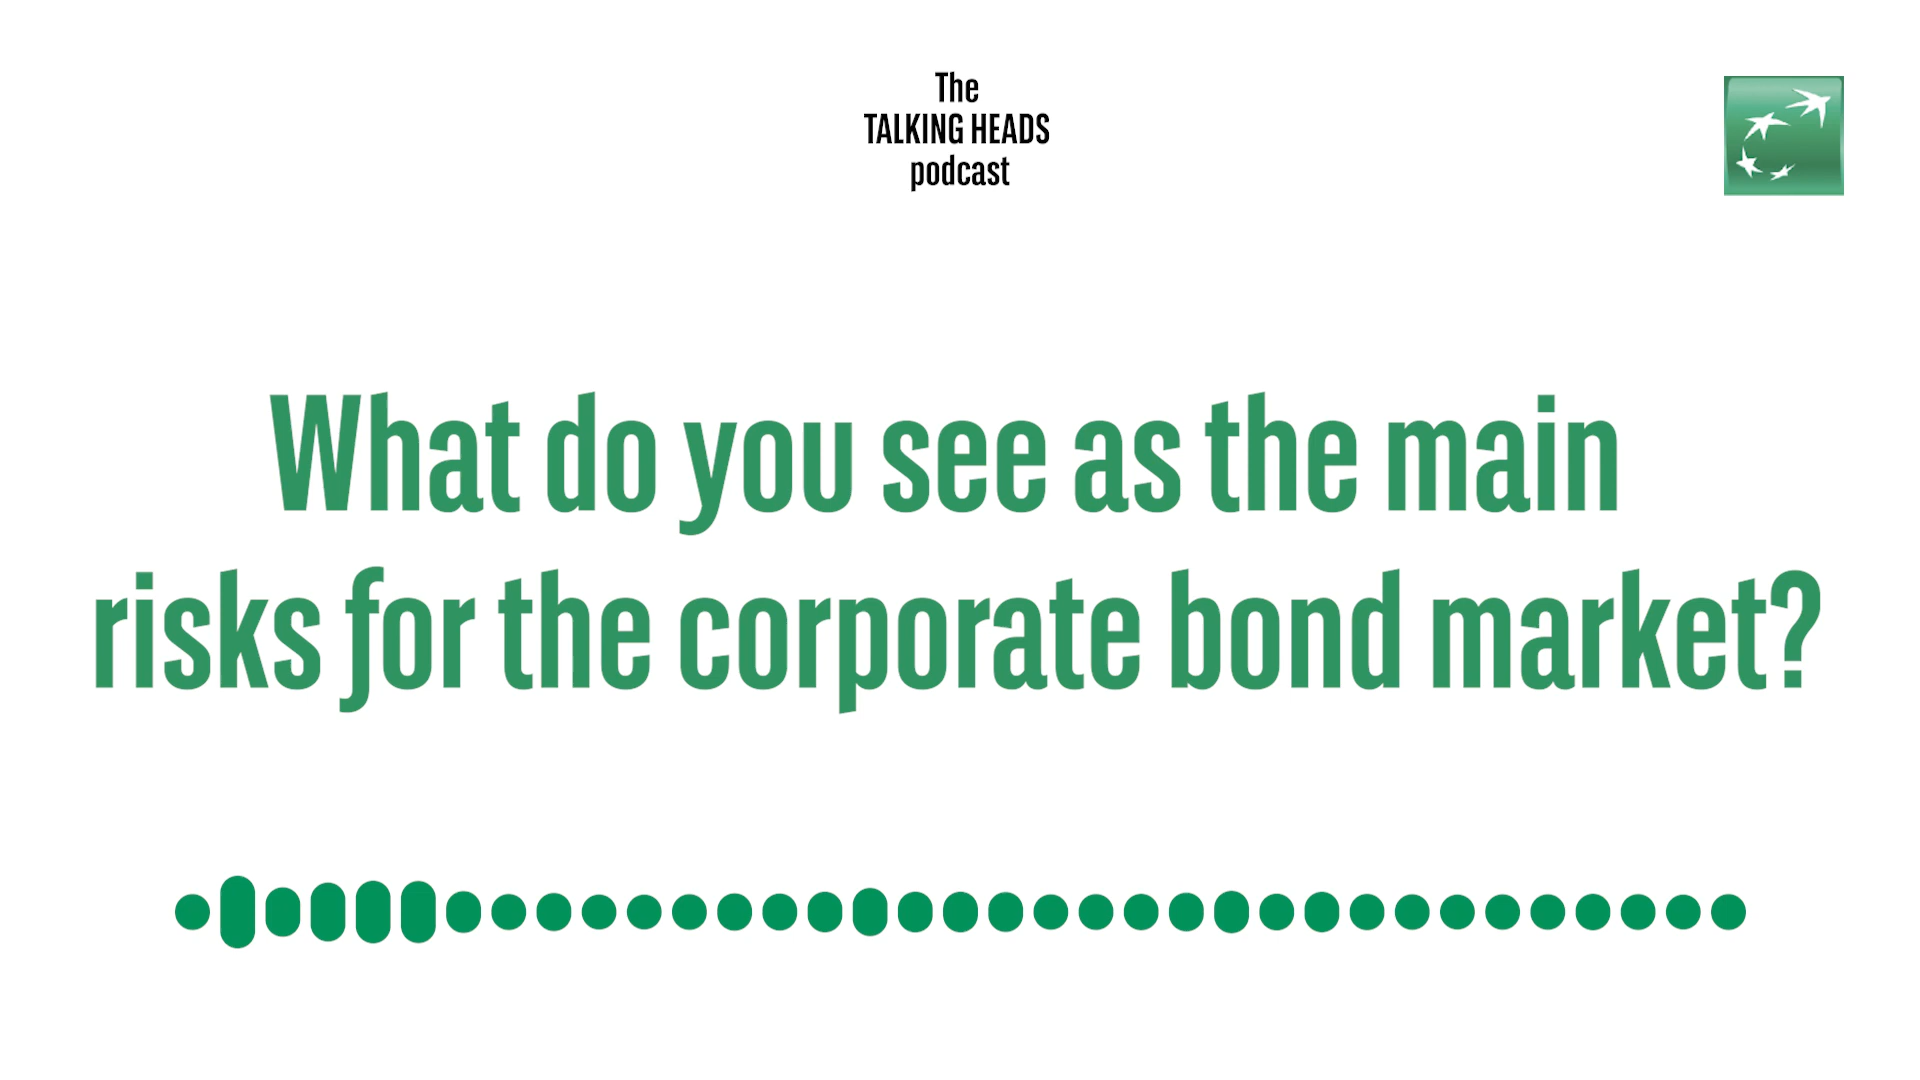 The
TALKING HEADS
podcast
What do you see as the main
risks for the corporate bond market?